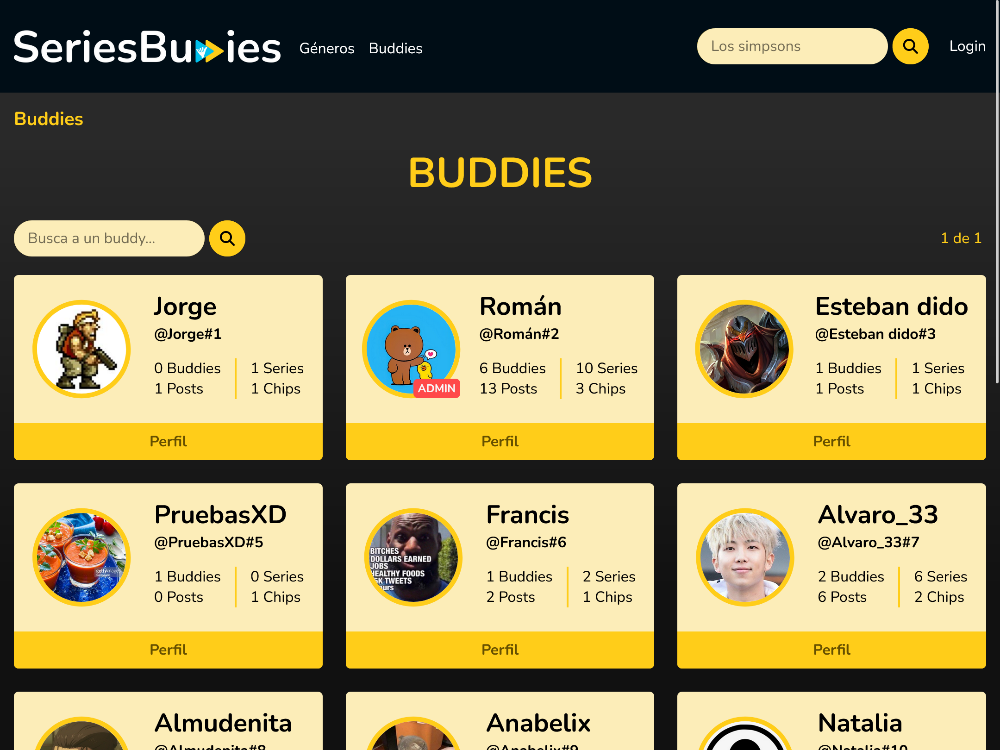 SeriesBuddies
Géneros
Buddies
Los simpsons
Login
Buddies
BUDDIES
Busca a un buddy...
1 de 1
Jorge
@Jorge#1
0 Buddies
1 Series
1 Posts
1 Chips
Perfil
Román
@Román#2
6 Buddies
10 Series
13 Posts
3 Chips
ADMIN
Perfil
Esteban dido
@Esteban dido#3
1 Buddies
1 Series
1 Posts
1 Chips
Perfil
PruebasXD
@PruebasXD#5
1 Buddies
0 Series
0 Posts
1 Chips
Perfil
Francis
@Francis#6
1 Buddies
2 Series
2 Posts
1 Chips
BITCHES
DOLLARS EARNED
JOBS
HEALTHY FOODS
TWEETS
Perfil
Alvaro_33
@Alvaro_33#7
2 Buddies
6 Series
6 Posts
2 Chips
Perfil
Almudenita
@Almudenita#8
Anabelix
@Anabelix#9
Natalia
@Natalia#10